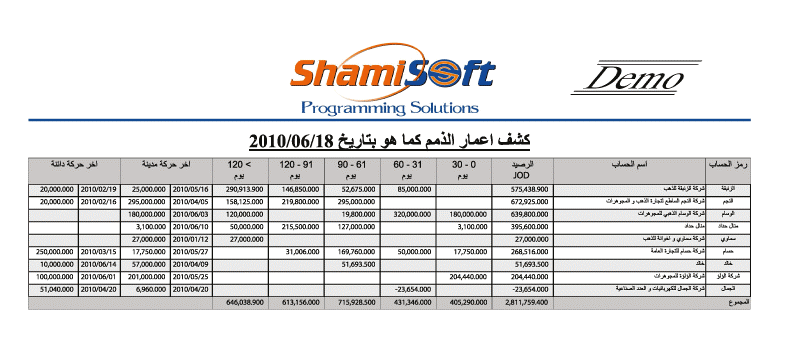 ShamiSoft
Demo
Programming Solutions
كشف اعمار الذمم كما هو بتاريخ 2010/06/18
رمز الحساب اسم الحساب الرصيد JOD 0 - 30 يوم 31 - 60 يوم 61 - 90 يوم 91 - 120 يوم > 120 يوم اخر حركة مدينة اخر حركة دائنة
الزنبقة شركة الزنبقة للذهب 575,438.900 85,000.000 52,675.000 146,850.000 290,913.900 2010/05/16 25,000.000 2010/02/19 20,000.000
النجم شركة النجم الساطع لتجارة الذهب و المجوهرات 672,925.000 295,000.000 219,800.000 158,125.000 2010/04/05 295,000.000 2010/02/16 20,000.000
الوسام شركة الوسام الذهبي للمجوهرات 639,800.000 180,000.000 320,000.000 19,800.000 120,000.000 2010/06/03 180,000.000
منال حداد منال حداد 395,600.000 3,100.000 127,000.000 215,500.000 50,000.000 2010/06/10 3,100.000
سماوي شركة سماوي و اخوانة للذهب 27,000.000 27,000.000 2010/01/12 27,000.000
حسام شركة حسام للتجارة العامة 268,516.000 17,750.000 50,000.000 169,760.000 31,006.000 2010/05/27 17,750.000 2010/03/15 250,000.000
خالد خالد 51,693.500 51,693.500 2010/04/09 57,000.000 2010/06/14 10,000.000
شركة الولؤ شركة الولؤة للمجوهرات 204,440.000 204,440.000 2010/05/25 201,000.000 2010/06/01 100,000.000
الجمال شركة الجمال للكهربائيات و العدد الصناعية -23,654.000 -23,654.000 2010/04/20 6,960.000 2010/04/20 51,040.000
المجموع 2,811,759.400 405,290.000 431,346.000 715,928.500 613,156.000 646,038.900